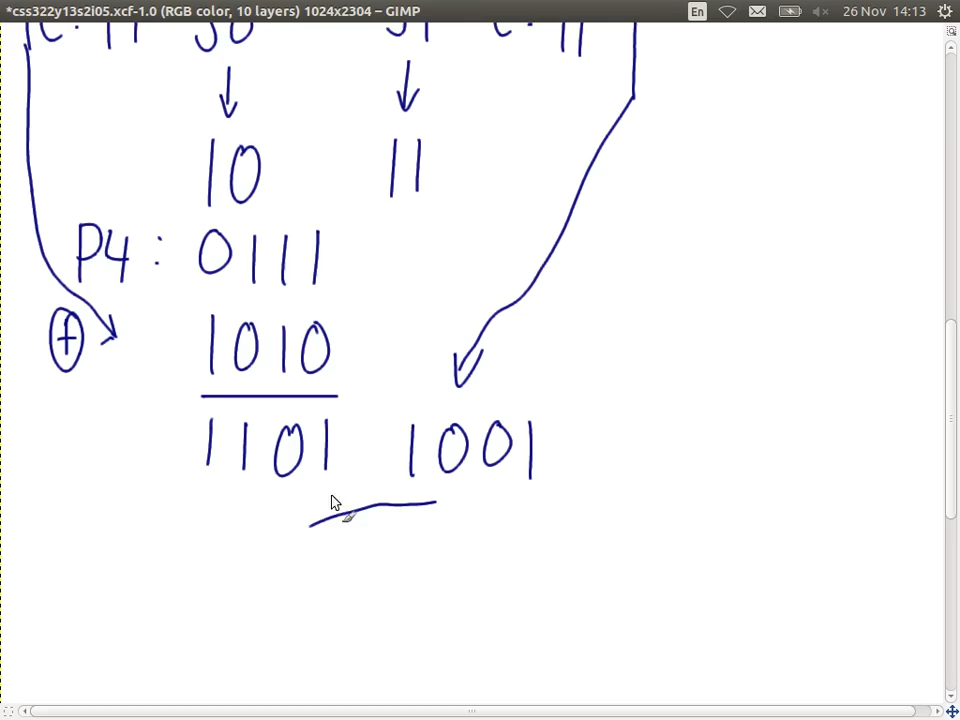 *css322y13s2i05.xcf-1.0 (RGB color, 10 layers) 1024x2304 – GIMP En 26 Nov 14:13
10 11
P4 : 0111
⊕ 1010
1101 1001